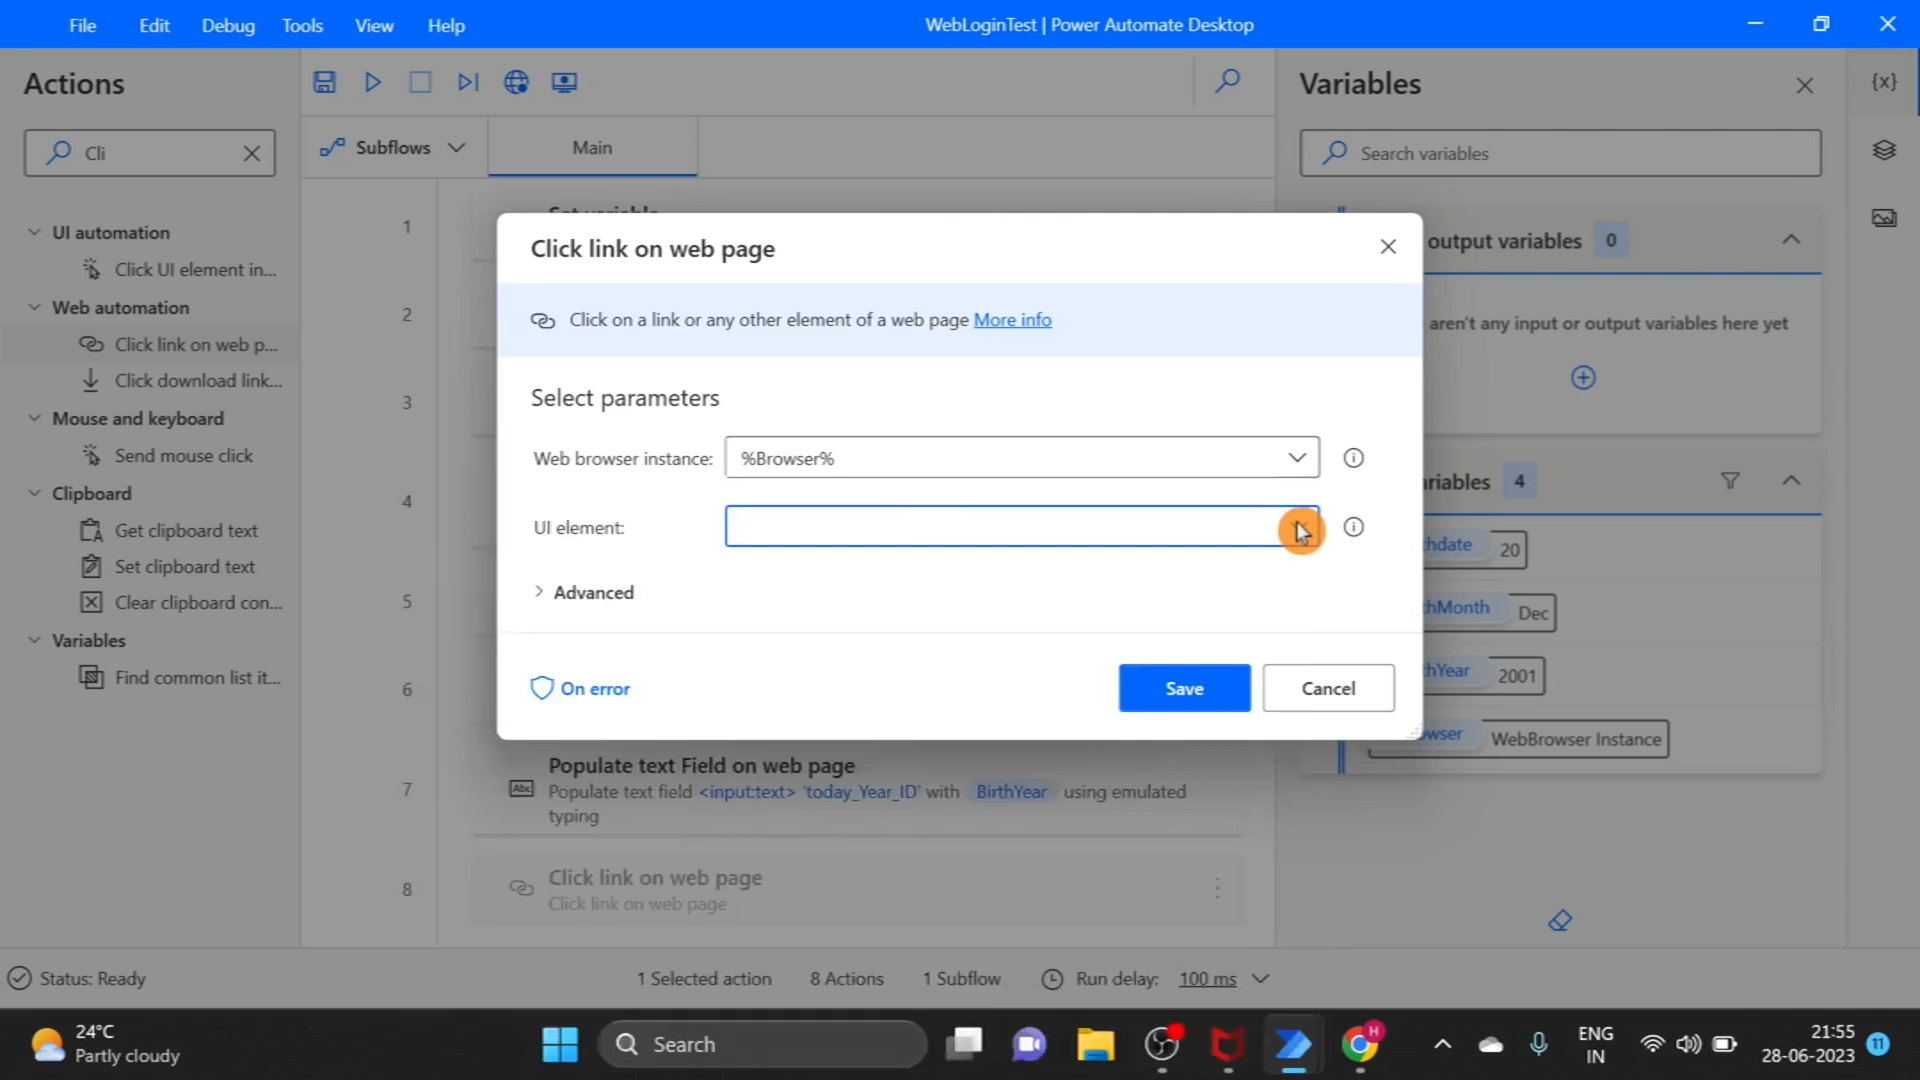 File Edit Debug Tools View Help
WebLoginTest | Power Automate Desktop
Actions
Cli
UI automation
Click UI element in...
Web automation
Click link on web p...
Click download link...
Mouse and keyboard
Send mouse click
Clipboard
Get clipboard text
Set clipboard text
Clear clipboard con...
Variables
Find common list it...
Subflows
Main
1
2
3
4
5
6
7
8
Click link on web page
Click on a link or any other element of a web page More info
Select parameters
Web browser instance: %Browser%
UI element:
Advanced
On error
Save
Cancel
Populate text Field on web page
Abc
Populate text field <input:text> 'today_Year_ID' with BirthYear using emulated
typing
Click link on web page
Click link on web page
Variables
{x}
Search variables
output variables 0
aren't any input or output variables here yet
riables 4
hdate 20
hMonth Dec
hYear 2001
owser WebBrowser Instance
Status: Ready
1 Selected action
8 Actions
1 Subflow
Run delay: 100 ms
24°C
Partly cloudy
Search
H
ENG
IN
21:55
28-06-2023
11